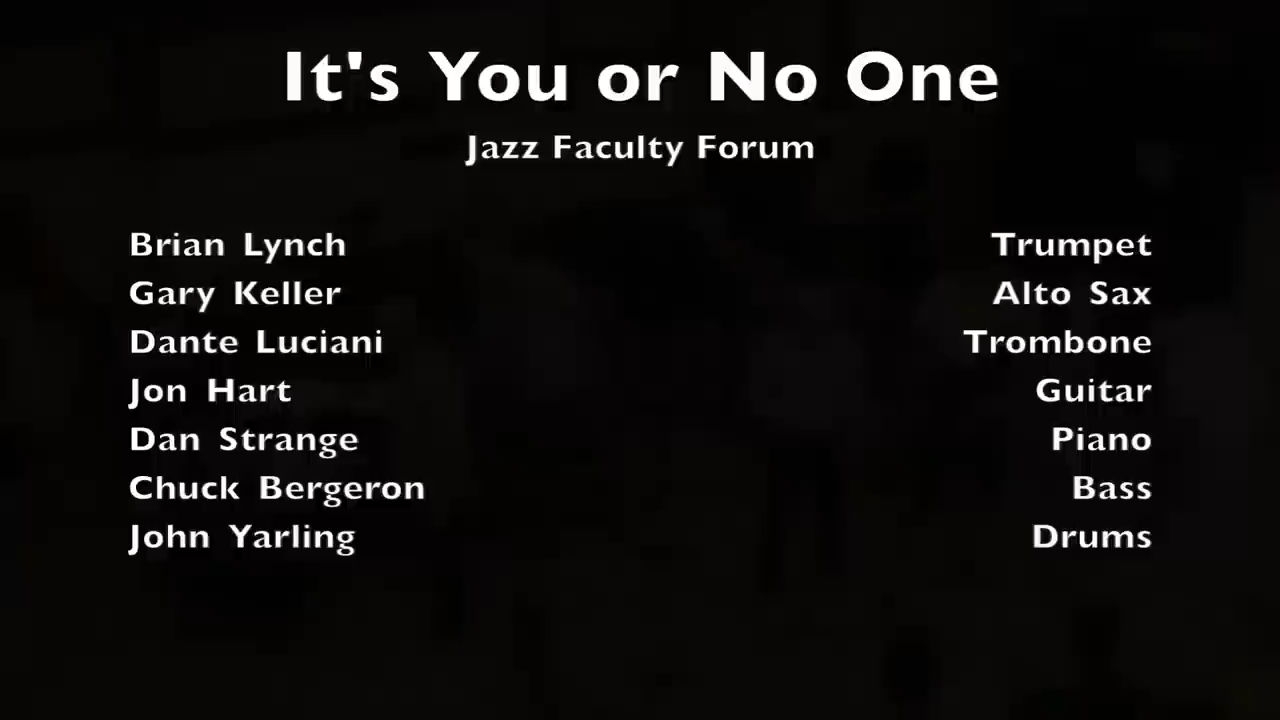 It's You or No One
Jazz Faculty Forum
Brian Lynch Trumpet
Gary Keller Alto Sax
Dante Luciani Trombone
Jon Hart Guitar
Dan Strange Piano
Chuck Bergeron Bass
John Yarling Drums